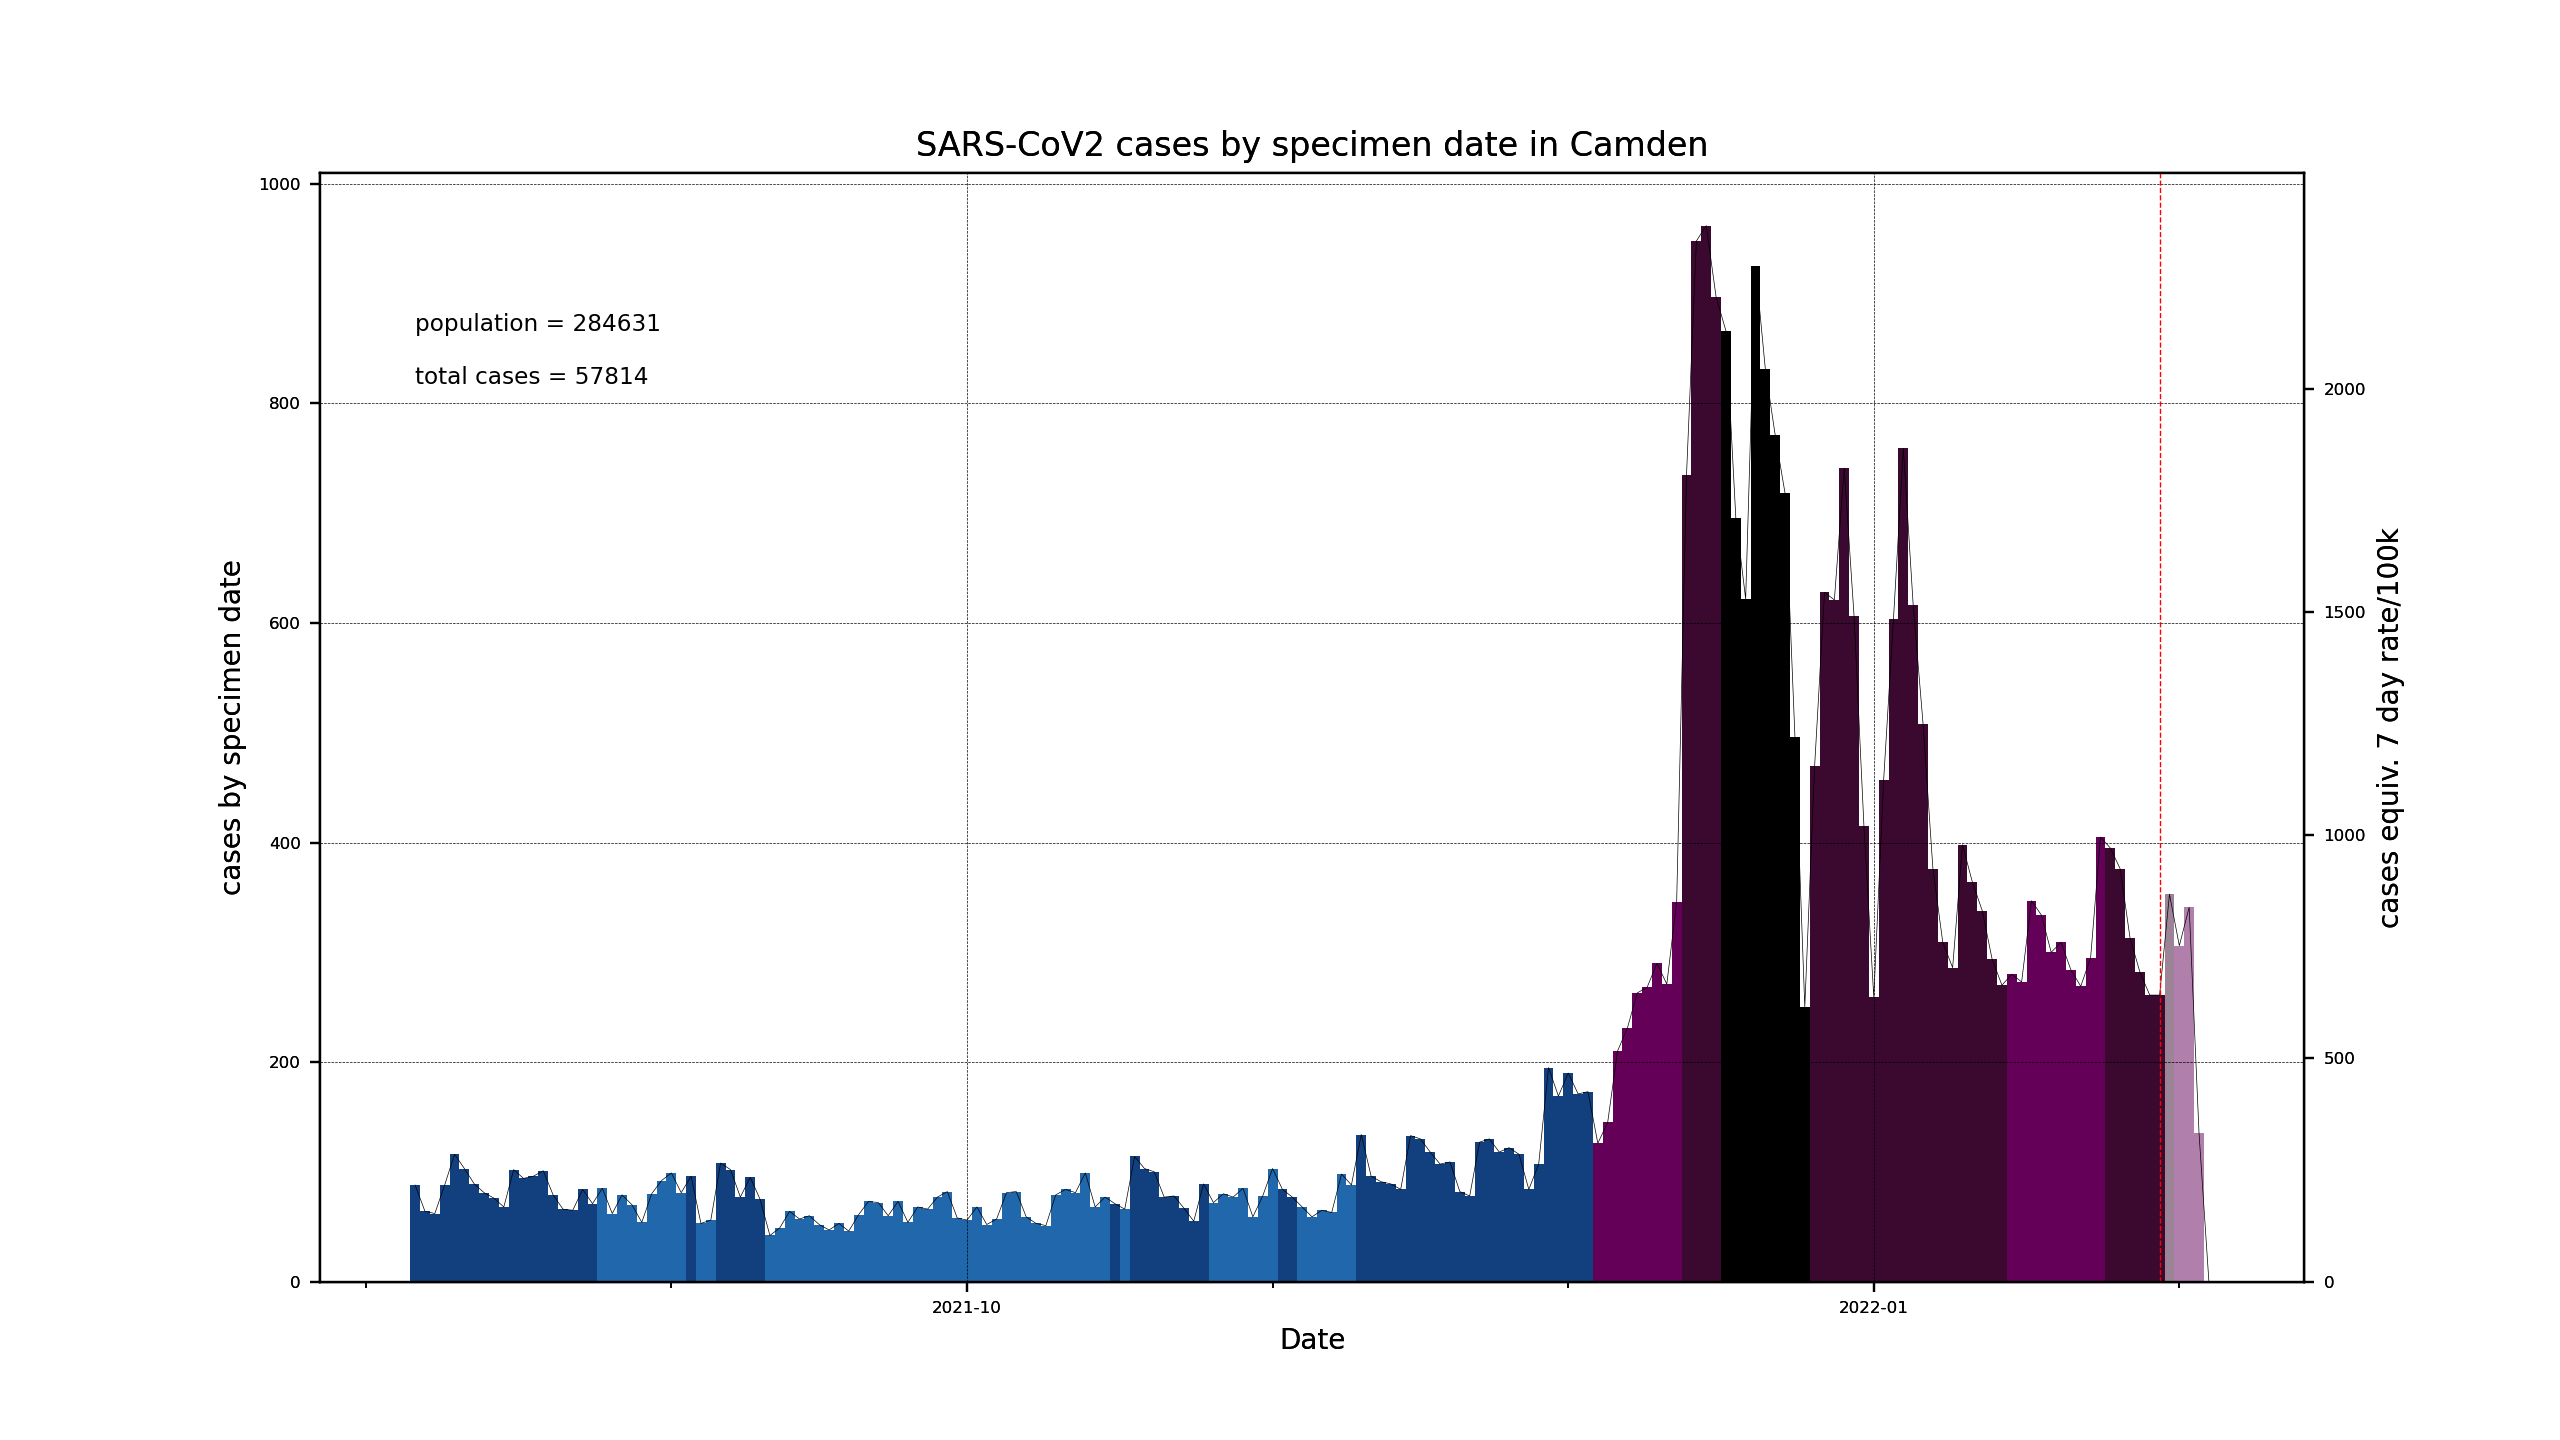 SARS-CoV2 cases by specimen date in Camden
population = 284631
total cases = 57814
cases by specimen date
1000
800
600
400
200
0
2000
1500
1000
500
0
cases equiv. 7 day rate/100k
2021-10
2022-01
Date